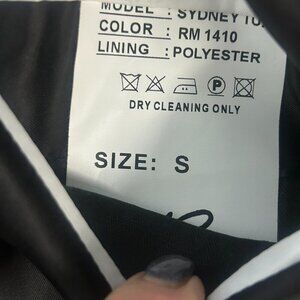 MODEL : SYDNEY
COLOR : RM 1410
LINING : POLYESTER
P
DRY CLEANING ONLY
SIZE: S